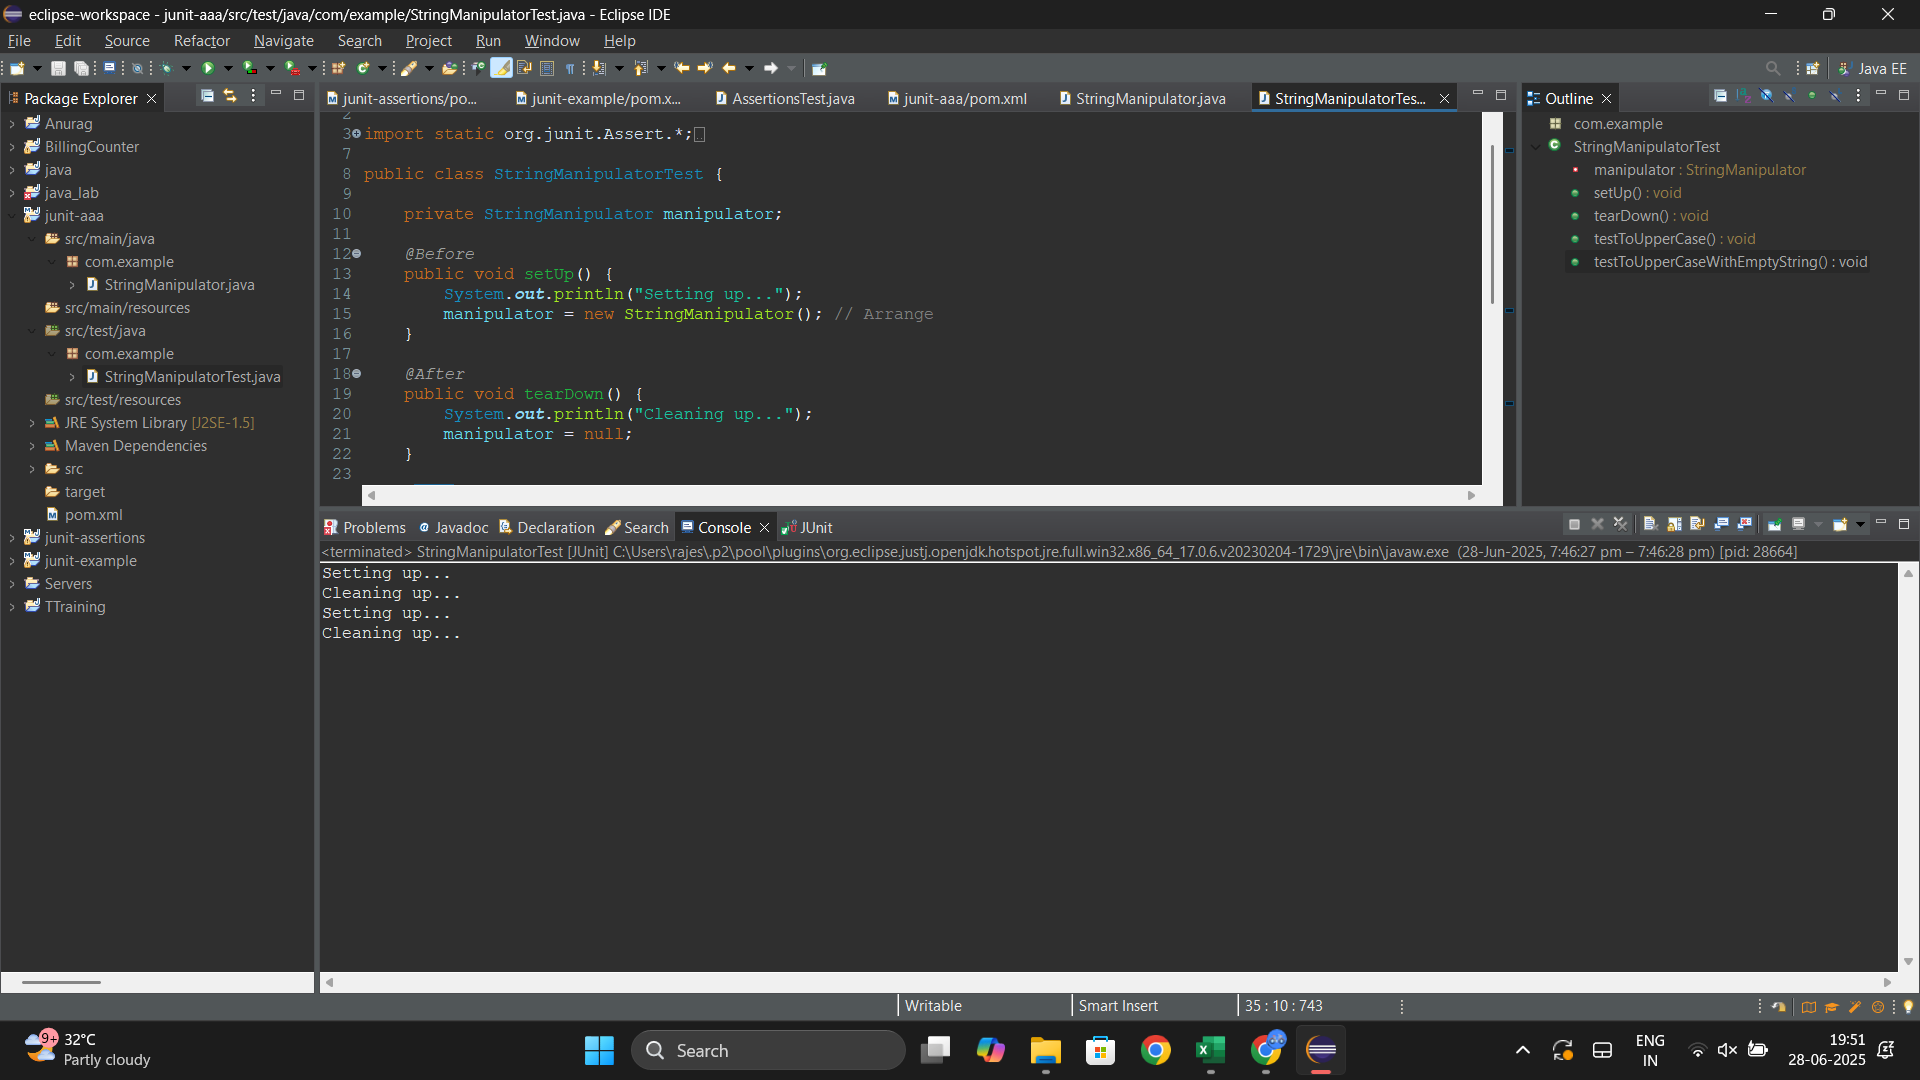 eclipse-workspace - junit-aaa/src/test/java/com/example/StringManipulatorTest.java - Eclipse IDE
File Edit Source Refactor Navigate Search Project Run Window Help
Java EE
Package Explorer
Anurag
BillingCounter
java
java_lab
junit-aaa
src/main/java
com.example
StringManipulator.java
src/main/resources
src/test/java
com.example
StringManipulatorTest.java
src/test/resources
JRE System Library [J2SE-1.5]
Maven Dependencies
src
target
pom.xml
junit-assertions
junit-example
Servers
TTraining
junit-assertions/po... junit-example/pom.x... AssertionsTest.java junit-aaa/pom.xml StringManipulator.java StringManipulatorTes...
2
3 import static org.junit.Assert.*;
7
8 public class StringManipulatorTest {
9
10 private StringManipulator manipulator;
11
12 @Before
13 public void setUp() {
14 System.out.println("Setting up...");
15 manipulator = new StringManipulator(); // Arrange
16 }
17
18 @After
19 public void tearDown() {
20 System.out.println("Cleaning up...");
21 manipulator = null;
22 }
23
Outline
com.example
StringManipulatorTest
manipulator : StringManipulator
setUp() : void
tearDown() : void
testToUpperCase() : void
testToUpperCaseWithEmptyString() : void
Problems Javadoc Declaration Search Console JUnit
<terminated> StringManipulatorTest [JUnit] C:\Users\rajes\.p2\pool\plugins\org.eclipse.justj.openjdk.hotspot.jre.full.win32.x86_64_17.0.6.v20230204-1729\jre\bin\javaw.exe (28-Jun-2025, 7:46:27 pm – 7:46:28 pm) [pid: 28664]
Setting up...
Cleaning up...
Setting up...
Cleaning up...
Writable Smart Insert 35 : 10 : 743
9+
32°C
Partly cloudy
Search
ENG
IN
19:51
28-06-2025